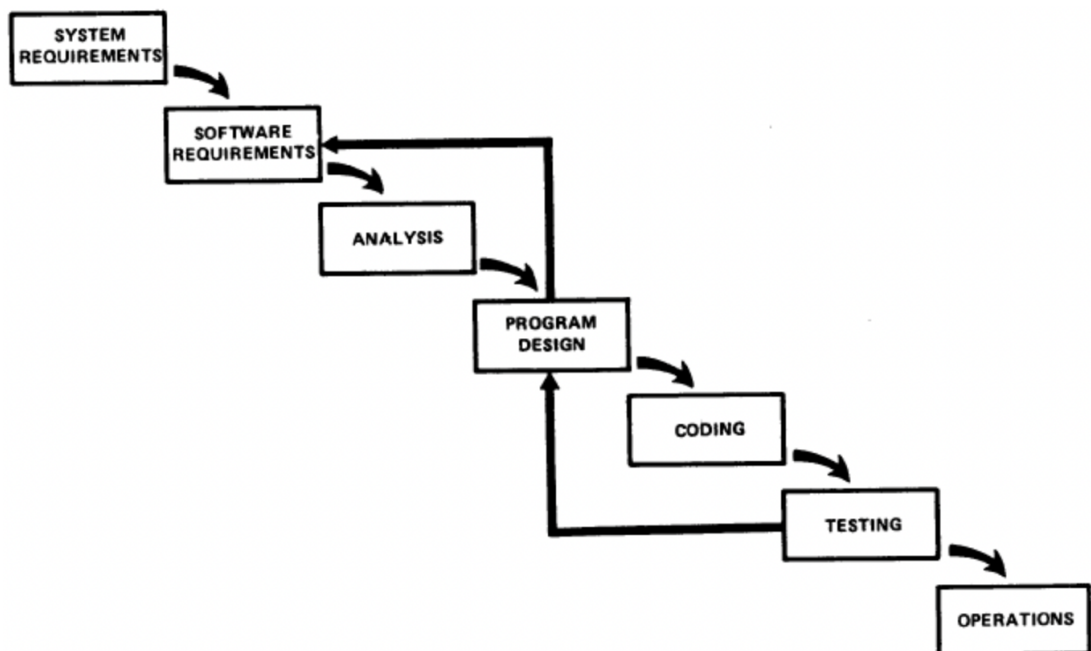 SYSTEM
REQUIREMENTS
SOFTWARE
REQUIREMENTS
ANALYSIS
PROGRAM
DESIGN
CODING
TESTING
OPERATIONS